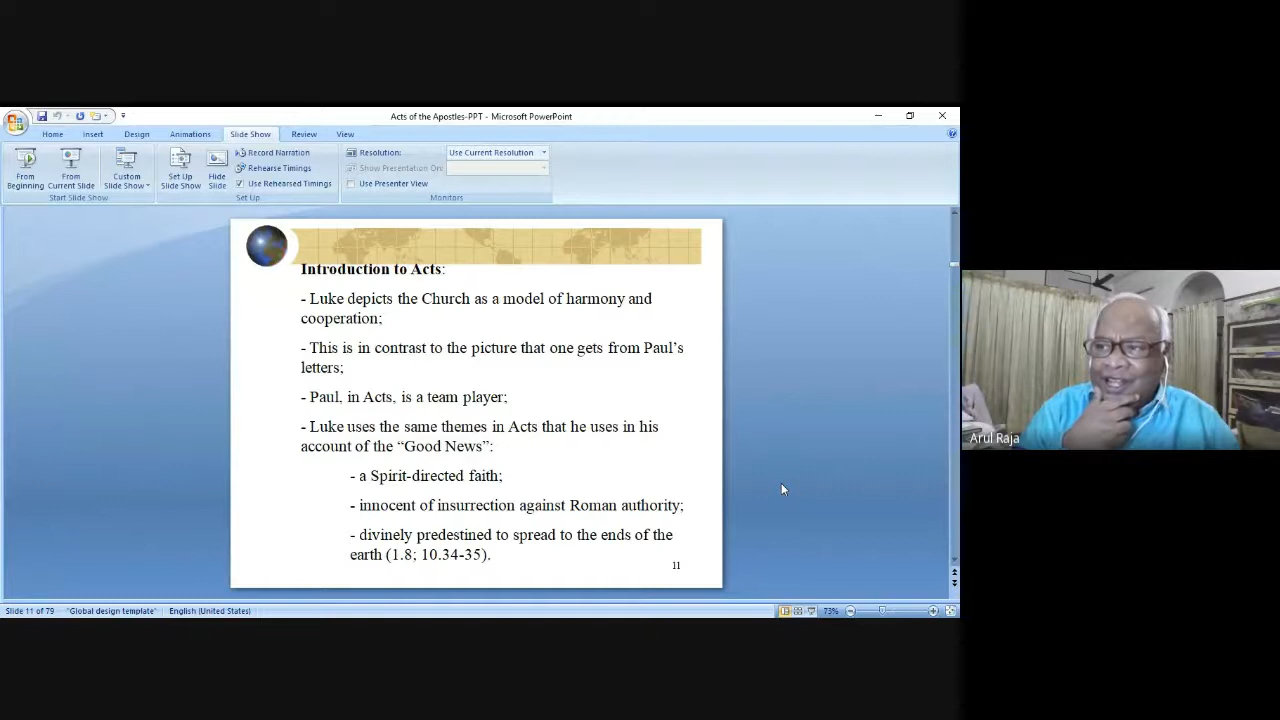 Acts of the Apostles-PPT - Microsoft PowerPoint
Home Insert Design Animations Slide Show Review View
From Beginning
From Current Slide
Custom Slide Show
Start Slide Show
Set Up Slide Show
Hide Slide
Record Narration
Rehearse Timings
Use Rehearsed Timings
Set Up
Resolution: Use Current Resolution
Show Presentation On:
Use Presenter View
Monitors
Introduction to Acts:
- Luke depicts the Church as a model of harmony and
cooperation;
- This is in contrast to the picture that one gets from Paul’s
letters;
- Paul, in Acts, is a team player;
- Luke uses the same themes in Acts that he uses in his
account of the “Good News”:
- a Spirit-directed faith;
- innocent of insurrection against Roman authority;
- divinely predestined to spread to the ends of the
earth (1.8; 10.34-35).
11
Arul Raja
Slide 11 of 79 "Global design template" English (United States) 73%